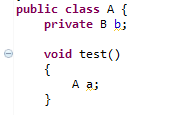 public class A {
    private B b;
    void test()
    {
        A a;
    }